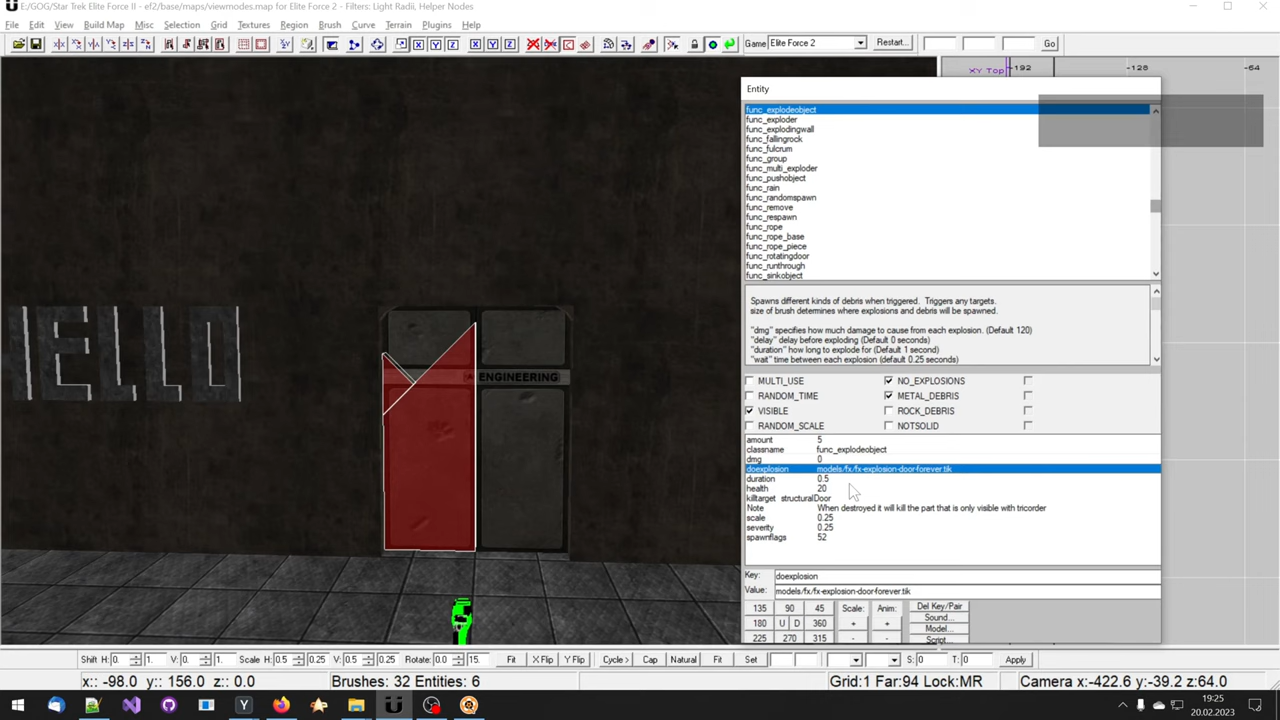 E:/GOG/Star Trek Elite Force II - ef2/base/maps/viewmodes.map for Elite Force 2 - Filters: Light Radii, Helper Nodes
File Edit View Build Map Misc Selection Grid Textures Region Brush Curve Terrain Plugins Help
Game Elite Force 2 Restart... Go
XY Top -192 -128 -64
Entity
func_explodeobject
func_exploder
func_explodingwall
func_fallingrock
func_fulcrum
func_group
func_multi_exploder
func_pushobject
func_rain
func_randomspawn
func_remove
func_respawn
func_rope
func_rope_base
func_rope_piece
func_rotatingdoor
func_runthrough
func_sinkobject
Spawns different kinds of debris when triggered. Triggers any targets.
size of brush determines where explosions and debris will be spawned.
"dmg" specifies how much damage to cause from each explosion. (Default 120)
"delay" delay before exploding (Default 0 seconds)
"duration" how long to explode for (Default 1 second)
"wait" time between each explosion (default 0.25 seconds)
ENGINEERING
MULTI_USE NO_EXPLOSIONS
RANDOM_TIME METAL_DEBRIS
VISIBLE ROCK_DEBRIS
RANDOM_SCALE NOTSOLID
amount 5
classname func_explodeobject
dmg 0
doexplosion models/fx/fx-explosion-door-forever.tik
duration 0.5
health 20
killtarget structuralDoor
Note When destroyed it will kill the part that is only visible with tricorder
scale 0.25
severity 0.25
spawnflags 52
Key: doexplosion
Value: models/fx/fx-explosion-door-forever.tik
135 90 45 Scale: Anim: Del Key/Pair
180 U D 360 + + Sound...
Model...
225 270 315 - - Script...
Shift H: 0. 1. V: 0. 1. Scale H: 0.5 0.25 V: 0.5 0.25 Rotate: 0.0 15. Fit X Flip Y Flip Cycle> Cap Natural Fit Set S: 0 T: 0 Apply
x:: -98.0 y:: 156.0 z:: 0.0 Brushes: 32 Entities: 6 Grid:1 Far:94 Lock:MR Camera x:-422.6 y:-39.2 z:64.0
19:25
20.02.2023